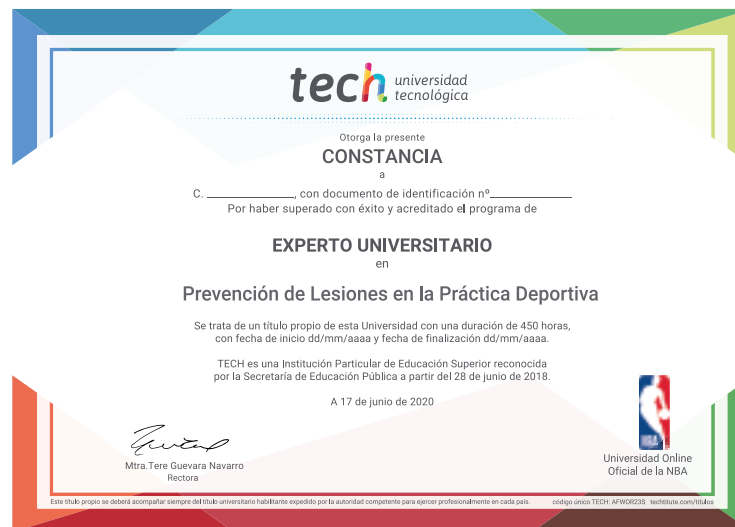 tech universidad
tecnológica
Otorga la presente
CONSTANCIA
a
C. ______________, con documento de identificación nº______________
Por haber superado con éxito y acreditado el programa de
EXPERTO UNIVERSITARIO
en
Prevención de Lesiones en la Práctica Deportiva
Se trata de un título propio de esta Universidad con una duración de 450 horas,
con fecha de inicio dd/mm/aaaa y fecha de finalización dd/mm/aaaa.
TECH es una Institución Particular de Educación Superior reconocida
por la Secretaría de Educación Pública a partir del 28 de junio de 2018.
A 17 de junio de 2020
Mtra.Tere Guevara Navarro
Rectora
NBA
Universidad Online
Oficial de la NBA
Este título propio se deberá acompañar siempre del título universitario habilitante expedido por la autoridad competente para ejercer profesionalmente en cada país. código único TECH: AFWOR23S techtitute.com/titulos